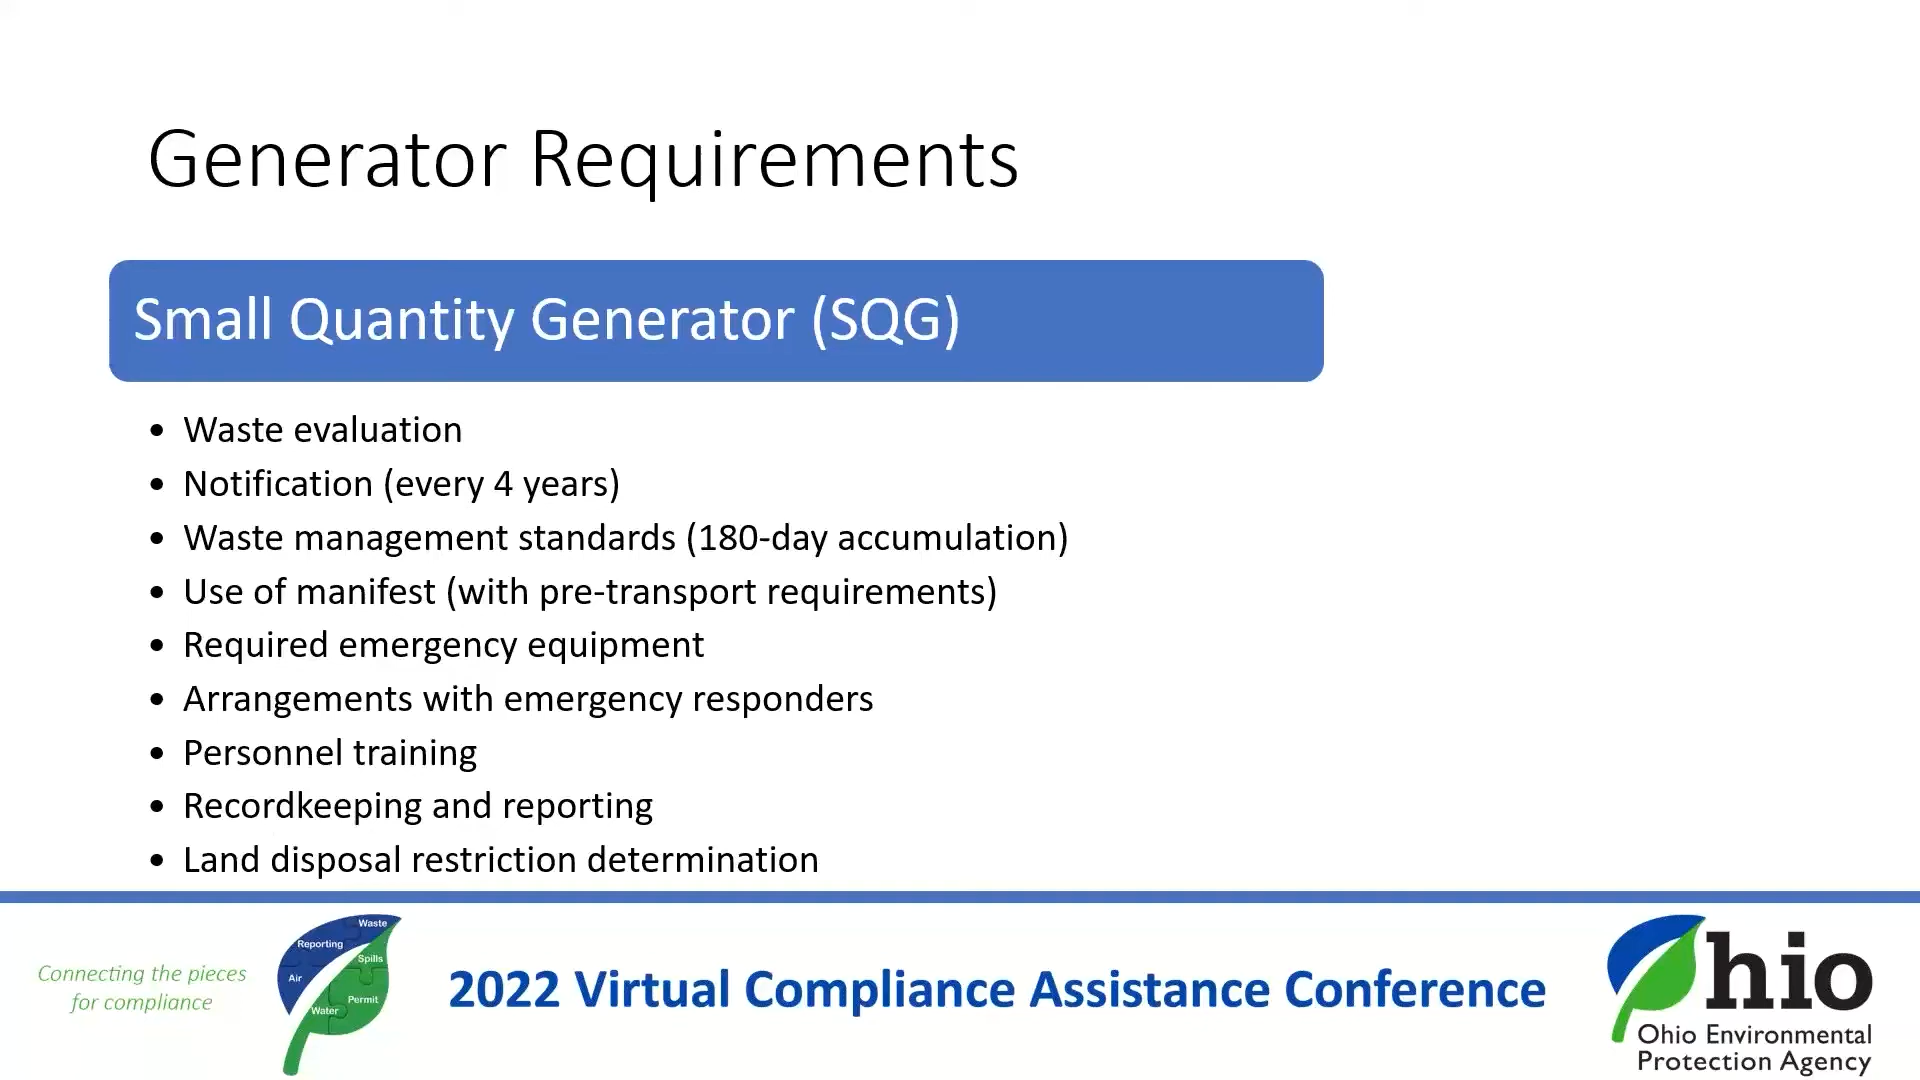 Generator Requirements
Small Quantity Generator (SQG)
• Waste evaluation
• Notification (every 4 years)
• Waste management standards (180-day accumulation)
• Use of manifest (with pre-transport requirements)
• Required emergency equipment
• Arrangements with emergency responders
• Personnel training
• Recordkeeping and reporting
• Land disposal restriction determination
Connecting the pieces
for compliance
Waste
Reporting
Spills
Air
Permit
Water
2022 Virtual Compliance Assistance Conference
Ohio
Ohio Environmental
Protection Agency